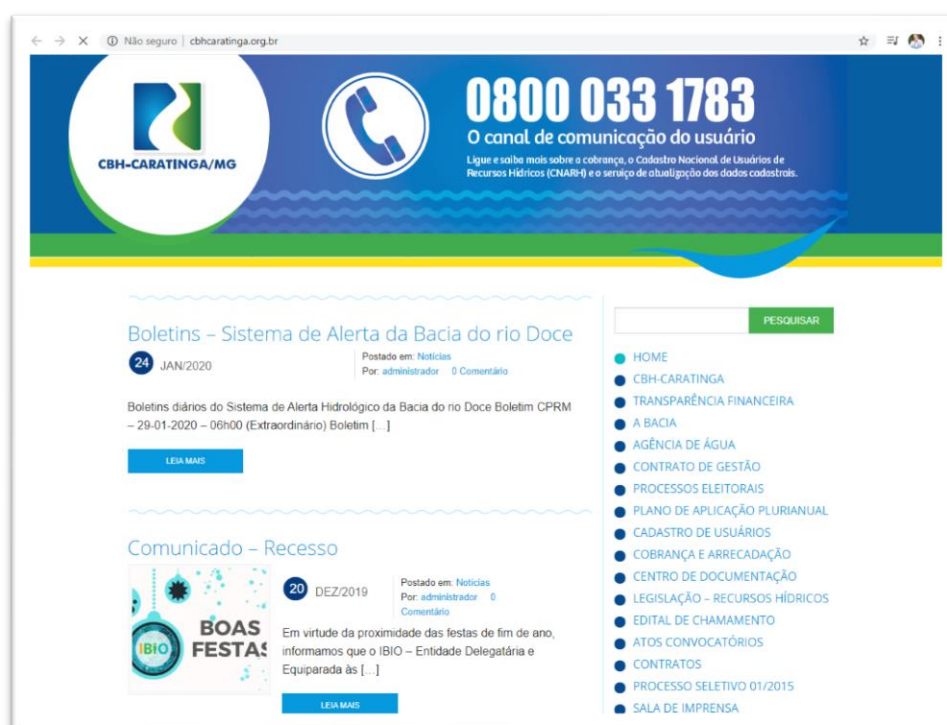 Não seguro | cbhcaratinga.org.br
CBH-CARATINGA/MG
0800 033 1783
O canal de comunicação do usuário
Ligue e saiba mais sobre a cobrança, o Cadastro Nacional de Usuários de
Recursos Hídricos (CNARH) e o serviço de atualização dos dados cadastrais.
Boletins – Sistema de Alerta da Bacia do rio Doce
24 JAN/2020
Postado em: Notícias
Por: administrador 0 Comentário
Boletins diários do Sistema de Alerta Hidrológico da Bacia do rio Doce Boletim CPRM
– 29-01-2020 – 06h00 (Extraordinário) Boletim [...]
LEIA MAIS
Comunicado – Recesso
IBIO
BOAS
FESTAS
20 DEZ/2019
Postado em: Notícias
Por: administrador 0
Comentário
Em virtude da proximidade das festas de fim de ano,
informamos que o IBIO – Entidade Delegatária e
Equiparada às [...]
LEIA MAIS
PESQUISAR
HOME
CBH-CARATINGA
TRANSPARÊNCIA FINANCEIRA
A BACIA
AGÊNCIA DE ÁGUA
CONTRATO DE GESTÃO
PROCESSOS ELEITORAIS
PLANO DE APLICAÇÃO PLURIANUAL
CADASTRO DE USUÁRIOS
COBRANÇA E ARRECADAÇÃO
CENTRO DE DOCUMENTAÇÃO
LEGISLAÇÃO – RECURSOS HÍDRICOS
EDITAL DE CHAMAMENTO
ATOS CONVOCATÓRIOS
CONTRATOS
PROCESSO SELETIVO 01/2015
SALA DE IMPRENSA